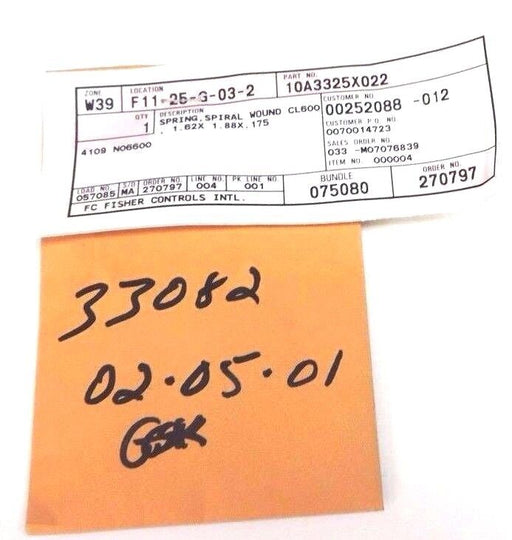 ZONE LOCATION PART NO.
W39 F11-25-G-03-2 10A3325X022
QTY DESCRIPTION CUSTOMER NO
1 SPRING,SPIRAL WOUND CL600 00252088 -012
. 1.62X 1.88X.175 CUSTOMER P.O. NO
0070014723
4109 N06600 SALES ORDER NO
033 -M07076839
ITEM NO. 000004
LOAD NO. S/D ORDER NO LINE NO. PK LINE NO. BUNDLE ORDER NO.
057085 MA 270797 004 001 075080 270797
FC FISHER CONTROLS INTL.
33082
02.05.01